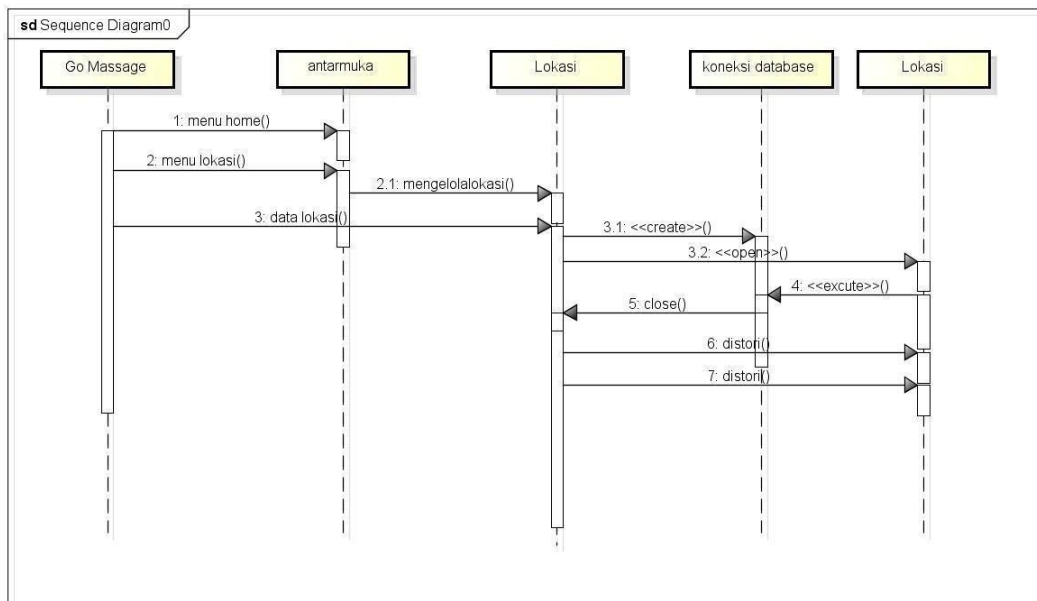 sd Sequence Diagram0
Go Massage
antarmuka
Lokasi
koneksi database
Lokasi
1: menu home()
2: menu lokasi()
2.1: mengelolalokasi()
3: data lokasi()
3.1: <<create>>()
3.2: <<open>>()
4: <<excute>>()
5: close()
6: distori()
7: distori()